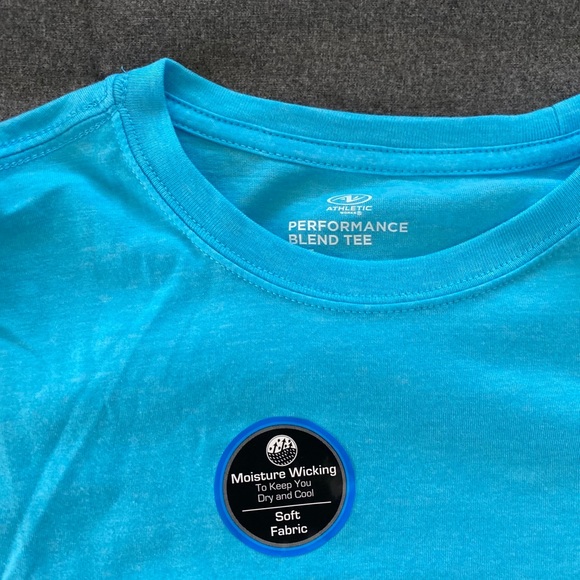 ATHLETIC
WORKS
PERFORMANCE
BLEND TEE
Moisture Wicking
To Keep You
Dry and Cool
Soft
Fabric